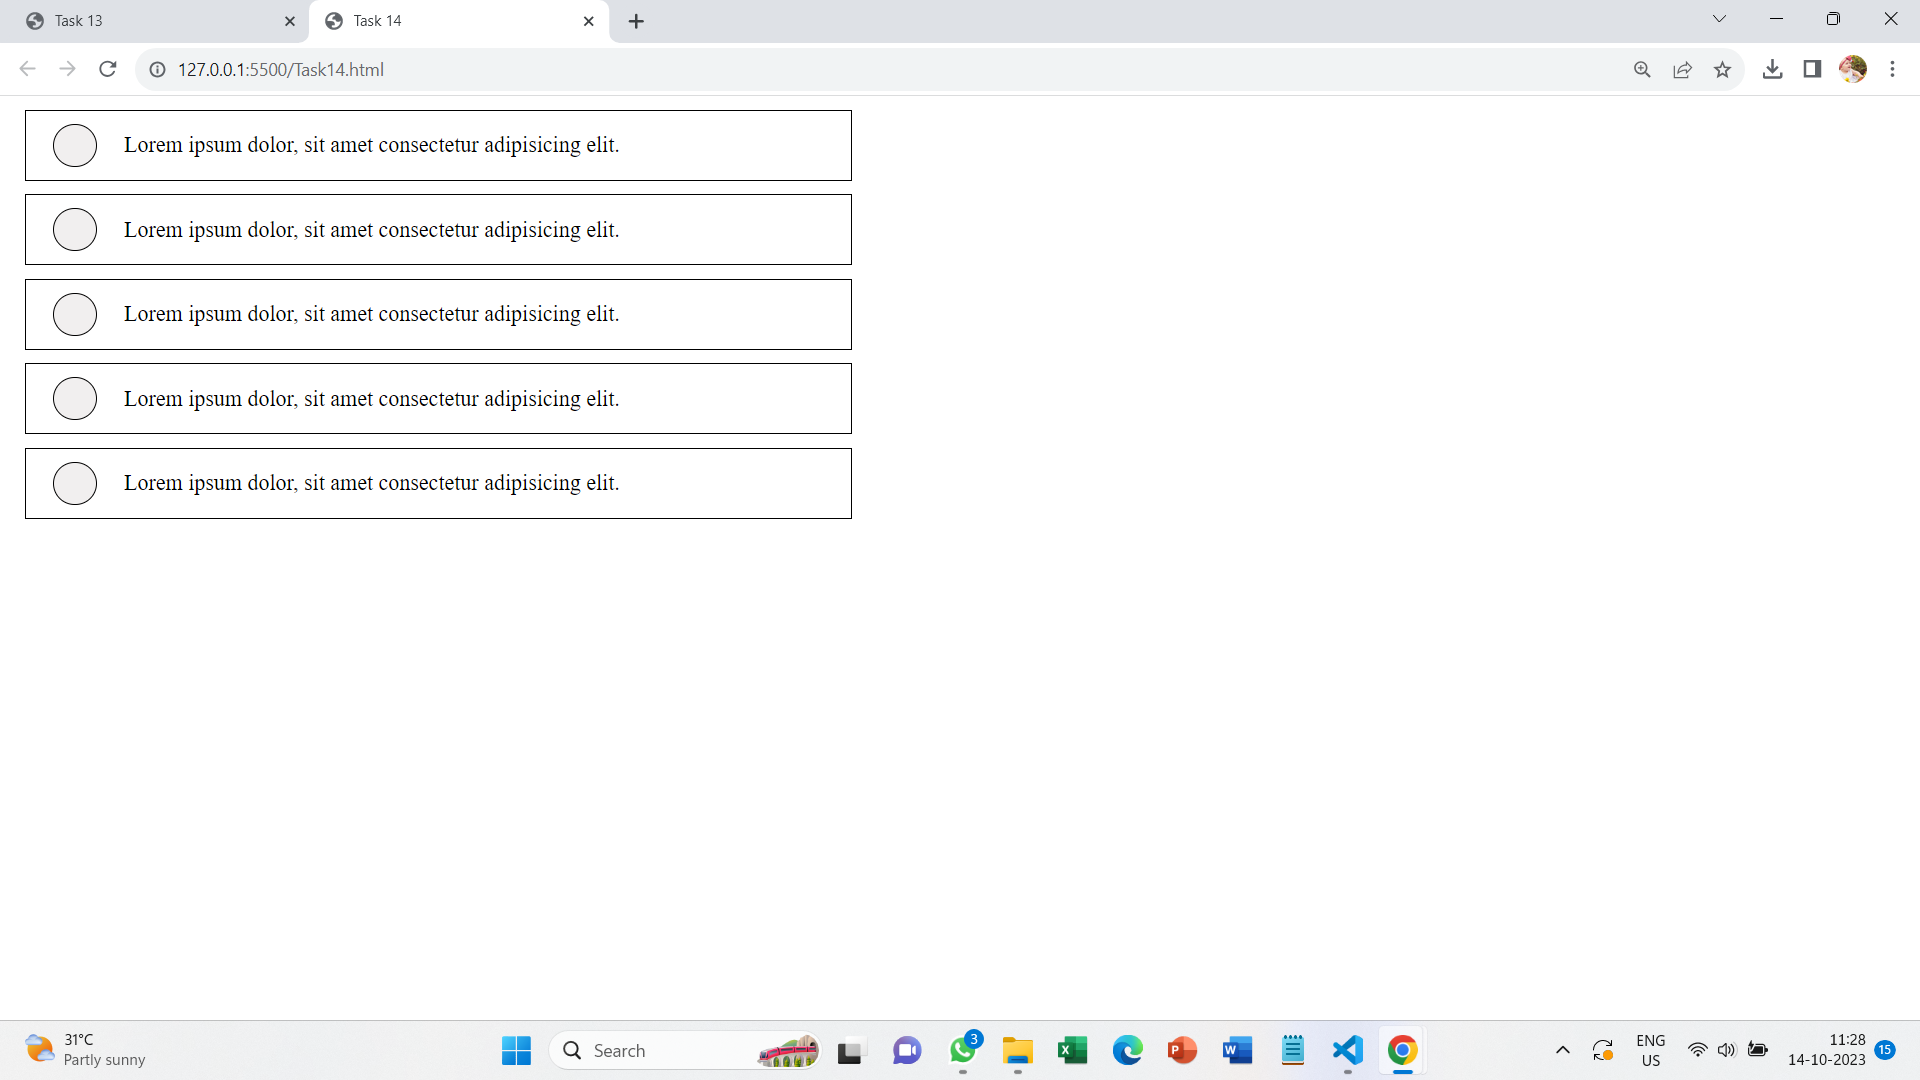 Task 13
Task 14
127.0.0.1:5500/Task14.html
Lorem ipsum dolor, sit amet consectetur adipisicing elit.
Lorem ipsum dolor, sit amet consectetur adipisicing elit.
Lorem ipsum dolor, sit amet consectetur adipisicing elit.
Lorem ipsum dolor, sit amet consectetur adipisicing elit.
Lorem ipsum dolor, sit amet consectetur adipisicing elit.
31°C
Partly sunny
Search
3
X
P
W
ENG
US
11:28
14-10-2023
15